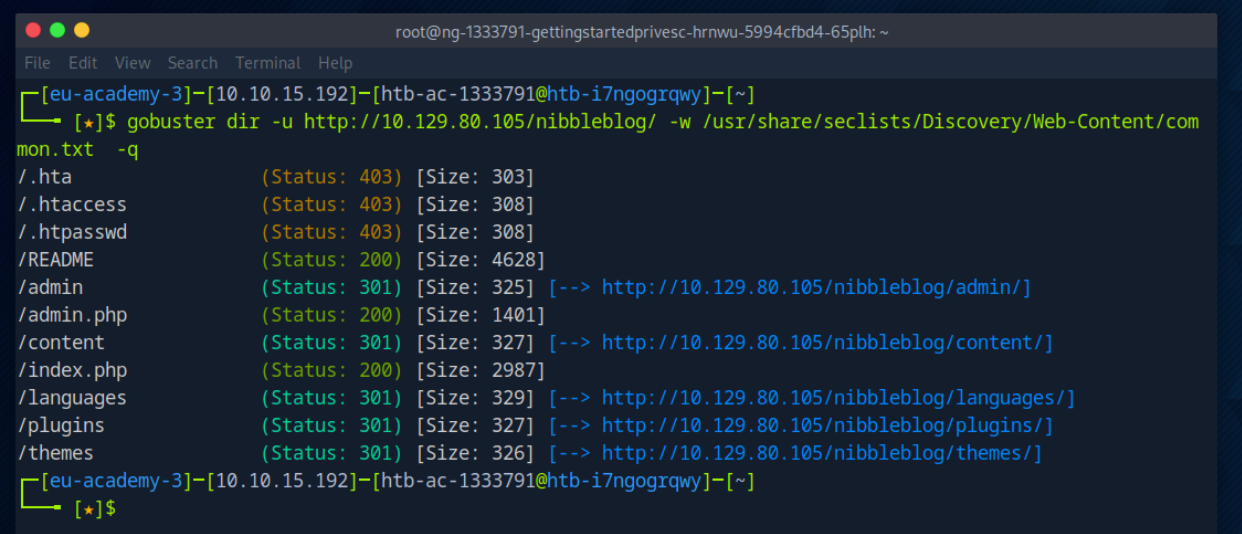 root@ng-1333791-gettingstartedprivesc-hrnwu-5994cfbd4-65plh: ~
File Edit View Search Terminal Help
┌─[eu-academy-3]─[10.10.15.192]─[htb-ac-1333791@htb-i7ngogrqwy]─[~]
└──╼ [★]$ gobuster dir -u http://10.129.80.105/nibbleblog/ -w /usr/share/seclists/Discovery/Web-Content/com
mon.txt  -q
/.hta                 (Status: 403) [Size: 303]
/.htaccess            (Status: 403) [Size: 308]
/.htpasswd            (Status: 403) [Size: 308]
/README               (Status: 200) [Size: 4628]
/admin                (Status: 301) [Size: 325] [--> http://10.129.80.105/nibbleblog/admin/]
/admin.php            (Status: 200) [Size: 1401]
/content              (Status: 301) [Size: 327] [--> http://10.129.80.105/nibbleblog/content/]
/index.php            (Status: 200) [Size: 2987]
/languages            (Status: 301) [Size: 329] [--> http://10.129.80.105/nibbleblog/languages/]
/plugins              (Status: 301) [Size: 327] [--> http://10.129.80.105/nibbleblog/plugins/]
/themes               (Status: 301) [Size: 326] [--> http://10.129.80.105/nibbleblog/themes/]
┌─[eu-academy-3]─[10.10.15.192]─[htb-ac-1333791@htb-i7ngogrqwy]─[~]
└──╼ [★]$